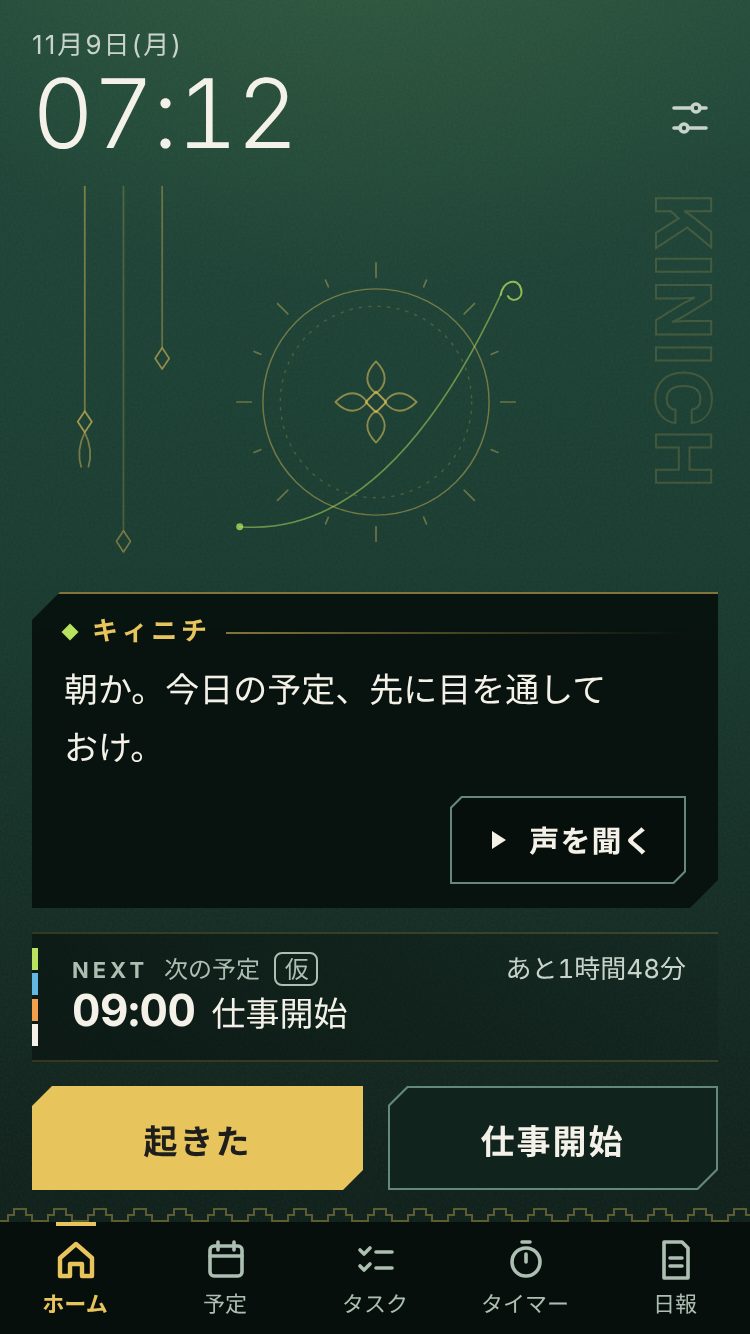 11月9日(月)
07:12
KINICH
キィニチ
朝か。今日の予定、先に目を通して
おけ。
声を聞く
NEXT 次の予定 仮 あと1時間48分
09:00 仕事開始
起きた 仕事開始
ホーム 予定 タスク タイマー 日報